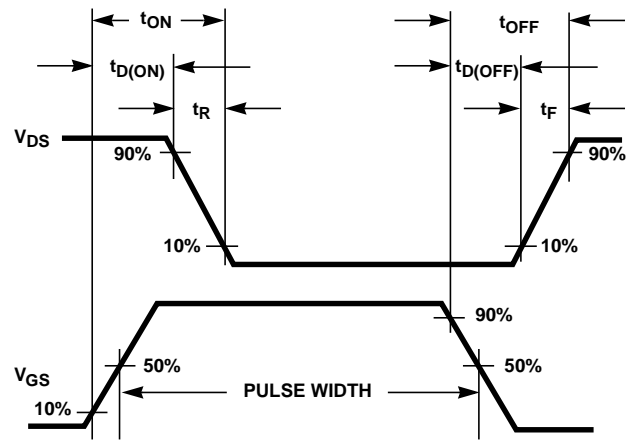 tON
tOFF
tD(ON)
tD(OFF)
tR
tF
VDS
90%
90%
10%
10%
90%
VGS
50%
50%
PULSE WIDTH
10%